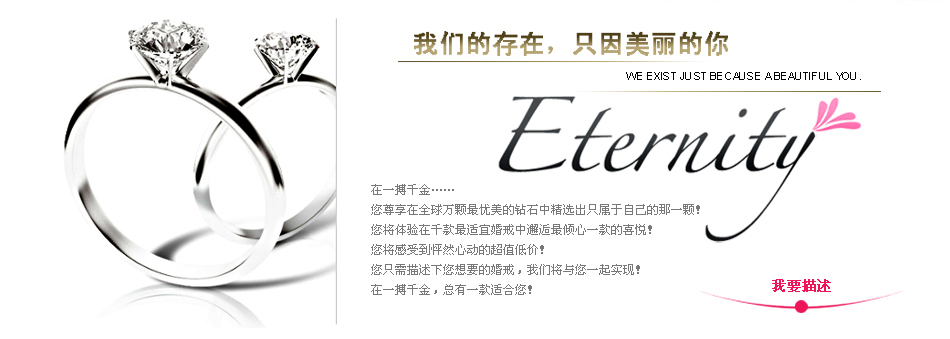 我们的存在，只因美丽的你
WE EXIST JUST BECAUSE A BEAUTIFUL YOU.
Eternity
在一搏千金……
您尊享在全球万颗最优美的钻石中精选出只属于自己的那一颗！
您将体验在千款最适宜婚戒中邂逅最倾心一款的喜悦！
您将感受到怦然心动的超值低价！
您只需描述下您想要的婚戒，我们将与您一起实现！
在一搏千金，总有一款适合您！
我要描述